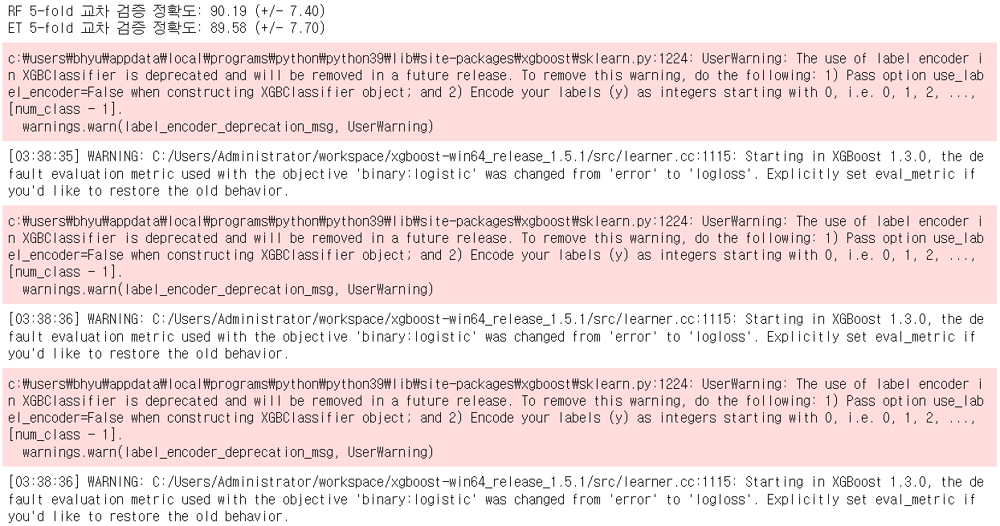 RF 5-fold 교차 검증 정확도: 90.19 (+/- 7.40)
ET 5-fold 교차 검증 정확도: 89.58 (+/- 7.70)
c:₩users₩bhyu₩appdata₩local₩programs₩python₩python39₩lib₩site-packages₩xgboost₩sklearn.py:1224: UserWarning: The use of label encoder i
n XGBClassifier is deprecated and will be removed in a future release. To remove this warning, do the following: 1) Pass option use_lab
el_encoder=False when constructing XGBClassifier object; and 2) Encode your labels (y) as integers starting with 0, i.e. 0, 1, 2, ...,
[num_class - 1].
  warnings.warn(label_encoder_deprecation_msg, UserWarning)
[03:38:35] WARNING: C:/Users/Administrator/workspace/xgboost-win64_release_1.5.1/src/learner.cc:1115: Starting in XGBoost 1.3.0, the de
fault evaluation metric used with the objective 'binary:logistic' was changed from 'error' to 'logloss'. Explicitly set eval_metric if
you'd like to restore the old behavior.
c:₩users₩bhyu₩appdata₩local₩programs₩python₩python39₩lib₩site-packages₩xgboost₩sklearn.py:1224: UserWarning: The use of label encoder i
n XGBClassifier is deprecated and will be removed in a future release. To remove this warning, do the following: 1) Pass option use_lab
el_encoder=False when constructing XGBClassifier object; and 2) Encode your labels (y) as integers starting with 0, i.e. 0, 1, 2, ...,
[num_class - 1].
  warnings.warn(label_encoder_deprecation_msg, UserWarning)
[03:38:36] WARNING: C:/Users/Administrator/workspace/xgboost-win64_release_1.5.1/src/learner.cc:1115: Starting in XGBoost 1.3.0, the de
fault evaluation metric used with the objective 'binary:logistic' was changed from 'error' to 'logloss'. Explicitly set eval_metric if
you'd like to restore the old behavior.
c:₩users₩bhyu₩appdata₩local₩programs₩python₩python39₩lib₩site-packages₩xgboost₩sklearn.py:1224: UserWarning: The use of label encoder i
n XGBClassifier is deprecated and will be removed in a future release. To remove this warning, do the following: 1) Pass option use_lab
el_encoder=False when constructing XGBClassifier object; and 2) Encode your labels (y) as integers starting with 0, i.e. 0, 1, 2, ...,
[num_class - 1].
  warnings.warn(label_encoder_deprecation_msg, UserWarning)
[03:38:36] WARNING: C:/Users/Administrator/workspace/xgboost-win64_release_1.5.1/src/learner.cc:1115: Starting in XGBoost 1.3.0, the de
fault evaluation metric used with the objective 'binary:logistic' was changed from 'error' to 'logloss'. Explicitly set eval_metric if
you'd like to restore the old behavior.